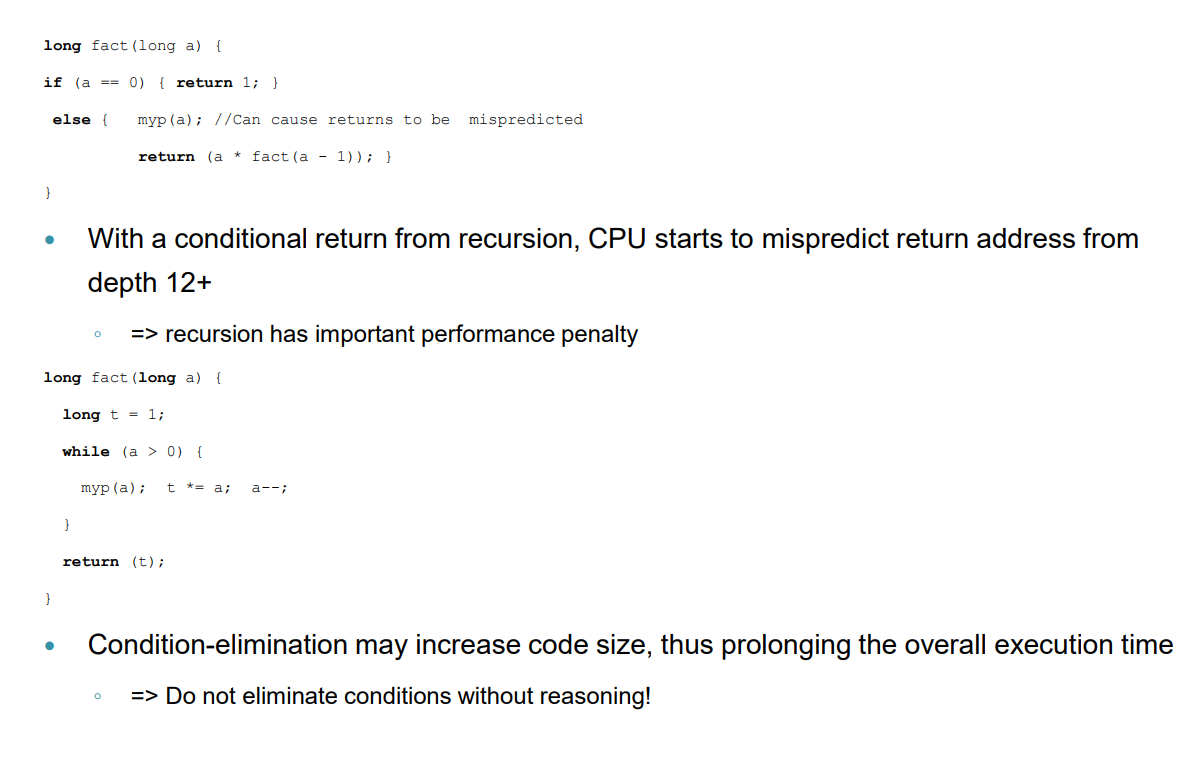 long fact(long a) {
if (a == 0) { return 1; }
else { myp(a); //Can cause returns to be mispredicted
return (a * fact(a - 1)); }
}
• With a conditional return from recursion, CPU starts to mispredict return address from
depth 12+
○ => recursion has important performance penalty
long fact(long a) {
long t = 1;
while (a > 0) {
myp(a); t *= a; a--;
}
return (t);
}
• Condition-elimination may increase code size, thus prolonging the overall execution time
○ => Do not eliminate conditions without reasoning!